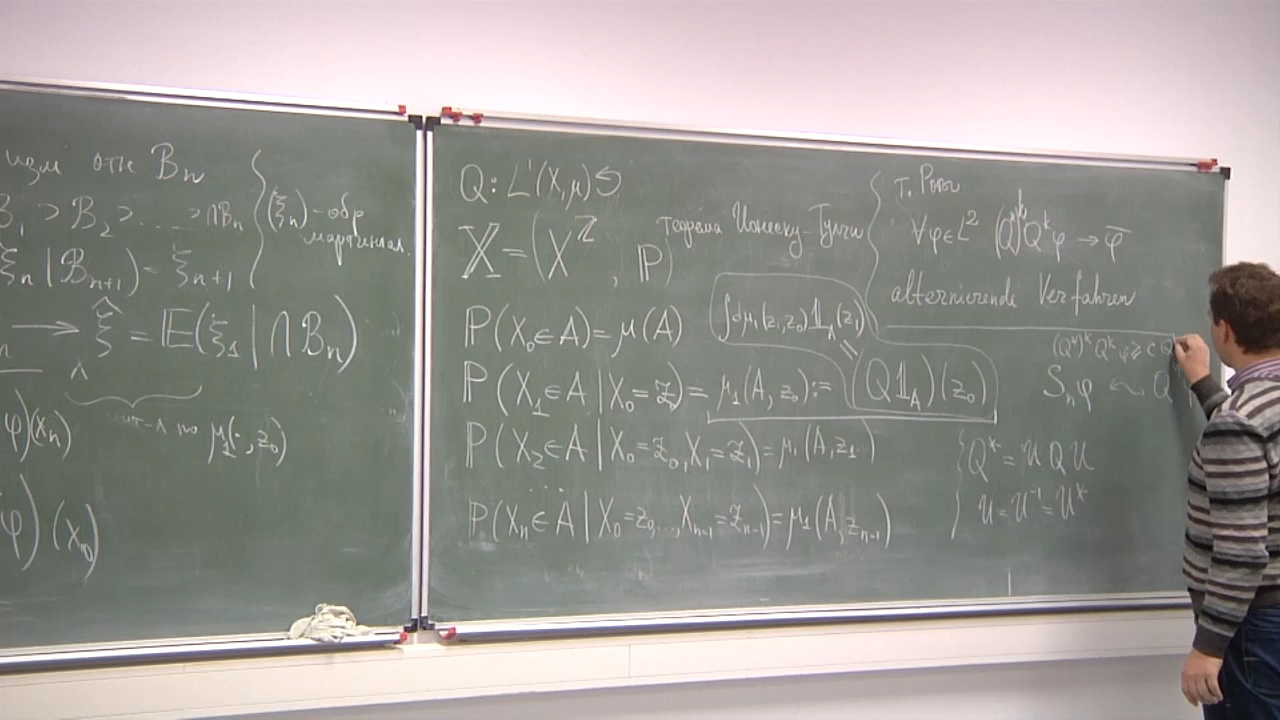 изм отн B_n
B_1 ⊃ B_2 ⊃ .... ⊃ ∩B_n
(ξ_n) - обр
мартингал.
ξ_n | B_{n+1}) = ξ_{n+1}
→ ξ̂ = 𝔼(ξ_1 | ∩ B_n)
по μ_1(·, z_0)
φ)(x_n)
φ)(x_0)
Q: L^1(X, μ) ↺
𝕏 = (X^ℤ, ℙ)
теорема Ионеску-Тулчи
ℙ(X_0 ∈ A) = μ(A)
∫dμ_1(z_1, z_0) 𝟙_A(z_1)
=
ℙ(X_1 ∈ A | X_0 = z_0) = μ_1(A, z_0) := (Q𝟙_A)(z_0)
ℙ(X_2 ∈ A | X_0 = z_0, X_1 = z_1) = μ_1(A, z_1)
...
ℙ(X_n ∈ A | X_0 = z_0, ..., X_{n-1} = z_{n-1}) = μ_1(A, z_{n-1})
т. Рота
∀φ∈L^2 (Q^*)^k Q^k φ → φ̅
alternierende Verfahren
(Q^*)^k Q^k φ ≥ c Q
S_n φ ↜ Q
Q^* = U Q U
U = U^{-1} = U^*